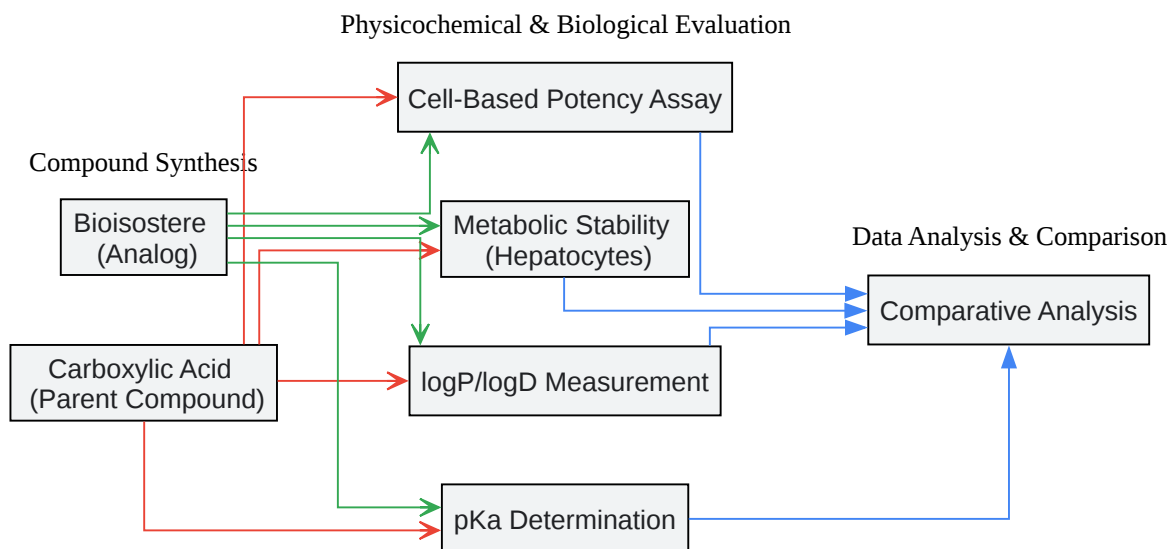 Physicochemical & Biological Evaluation
Cell-Based Potency Assay
Compound Synthesis
Bioisostere
(Analog)
Metabolic Stability
(Hepatocytes)
Data Analysis & Comparison
Comparative Analysis
Carboxylic Acid
(Parent Compound)
logP/logD Measurement
pKa Determination